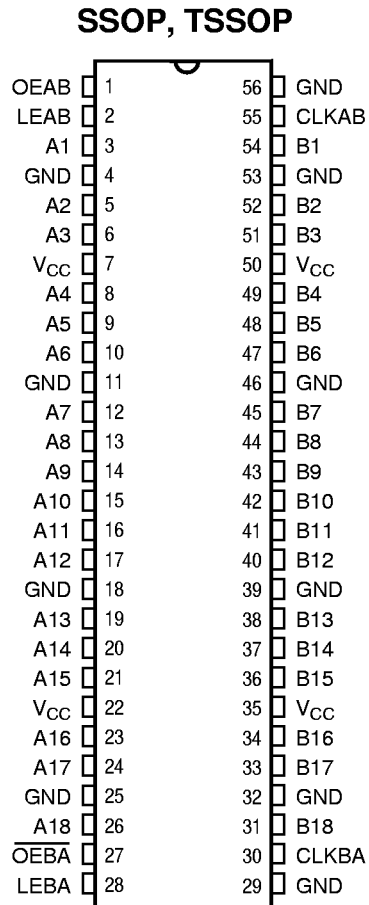 SSOP, TSSOP
OEAB 1 56 GND
LEAB 2 55 CLKAB
A1 3 54 B1
GND 4 53 GND
A2 5 52 B2
A3 6 51 B3
VCC 7 50 VCC
A4 8 49 B4
A5 9 48 B5
A6 10 47 B6
GND 11 46 GND
A7 12 45 B7
A8 13 44 B8
A9 14 43 B9
A10 15 42 B10
A11 16 41 B11
A12 17 40 B12
GND 18 39 GND
A13 19 38 B13
A14 20 37 B14
A15 21 36 B15
VCC 22 35 VCC
A16 23 34 B16
A17 24 33 B17
GND 25 32 GND
A18 26 31 B18
O̅E̅B̅A̅ 27 30 CLKBA
LEBA 28 29 GND